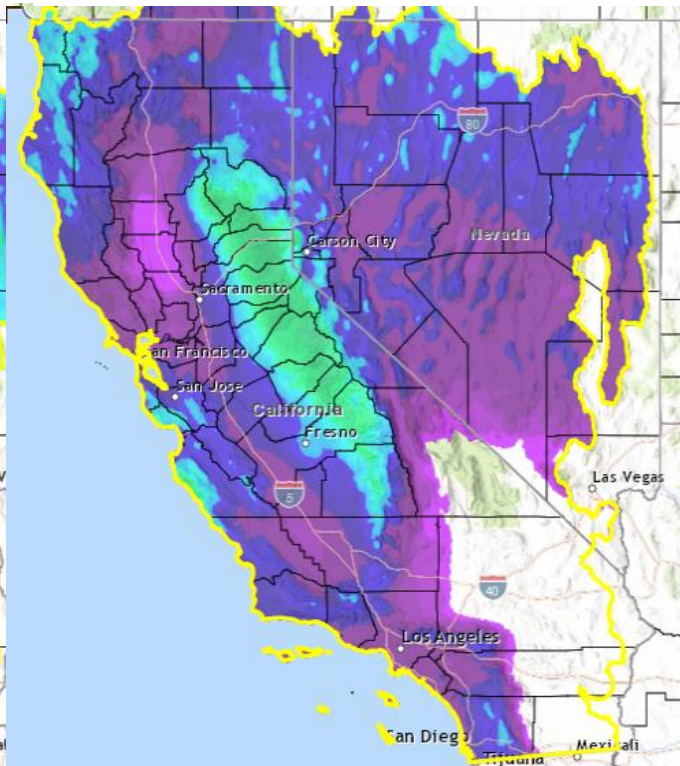 80
Carson City
Nevada
Sacramento
an Francisco
San Jose
California
Fresno
5
Las Vegas
40
Los Angeles
San Diego
Mexicali
Tijuana